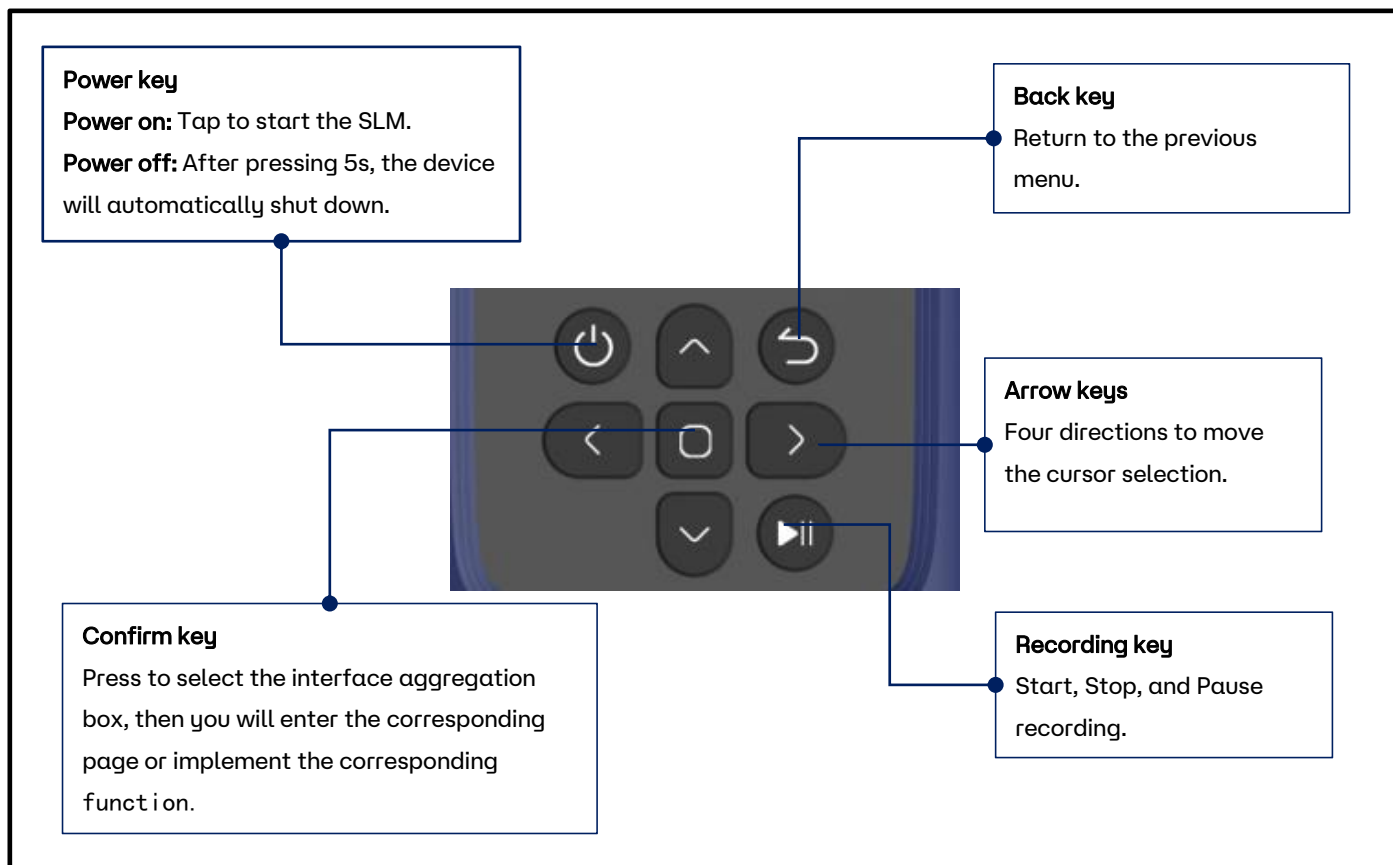 Power key
Power on: Tap to start the SLM.
Power off: After pressing 5s, the device
will automatically shut down.
Back key
Return to the previous
menu.
Arrow keys
Four directions to move
the cursor selection.
Confirm key
Press to select the interface aggregation
box, then you will enter the corresponding
page or implement the corresponding
function.
Recording key
Start, Stop, and Pause
recording.